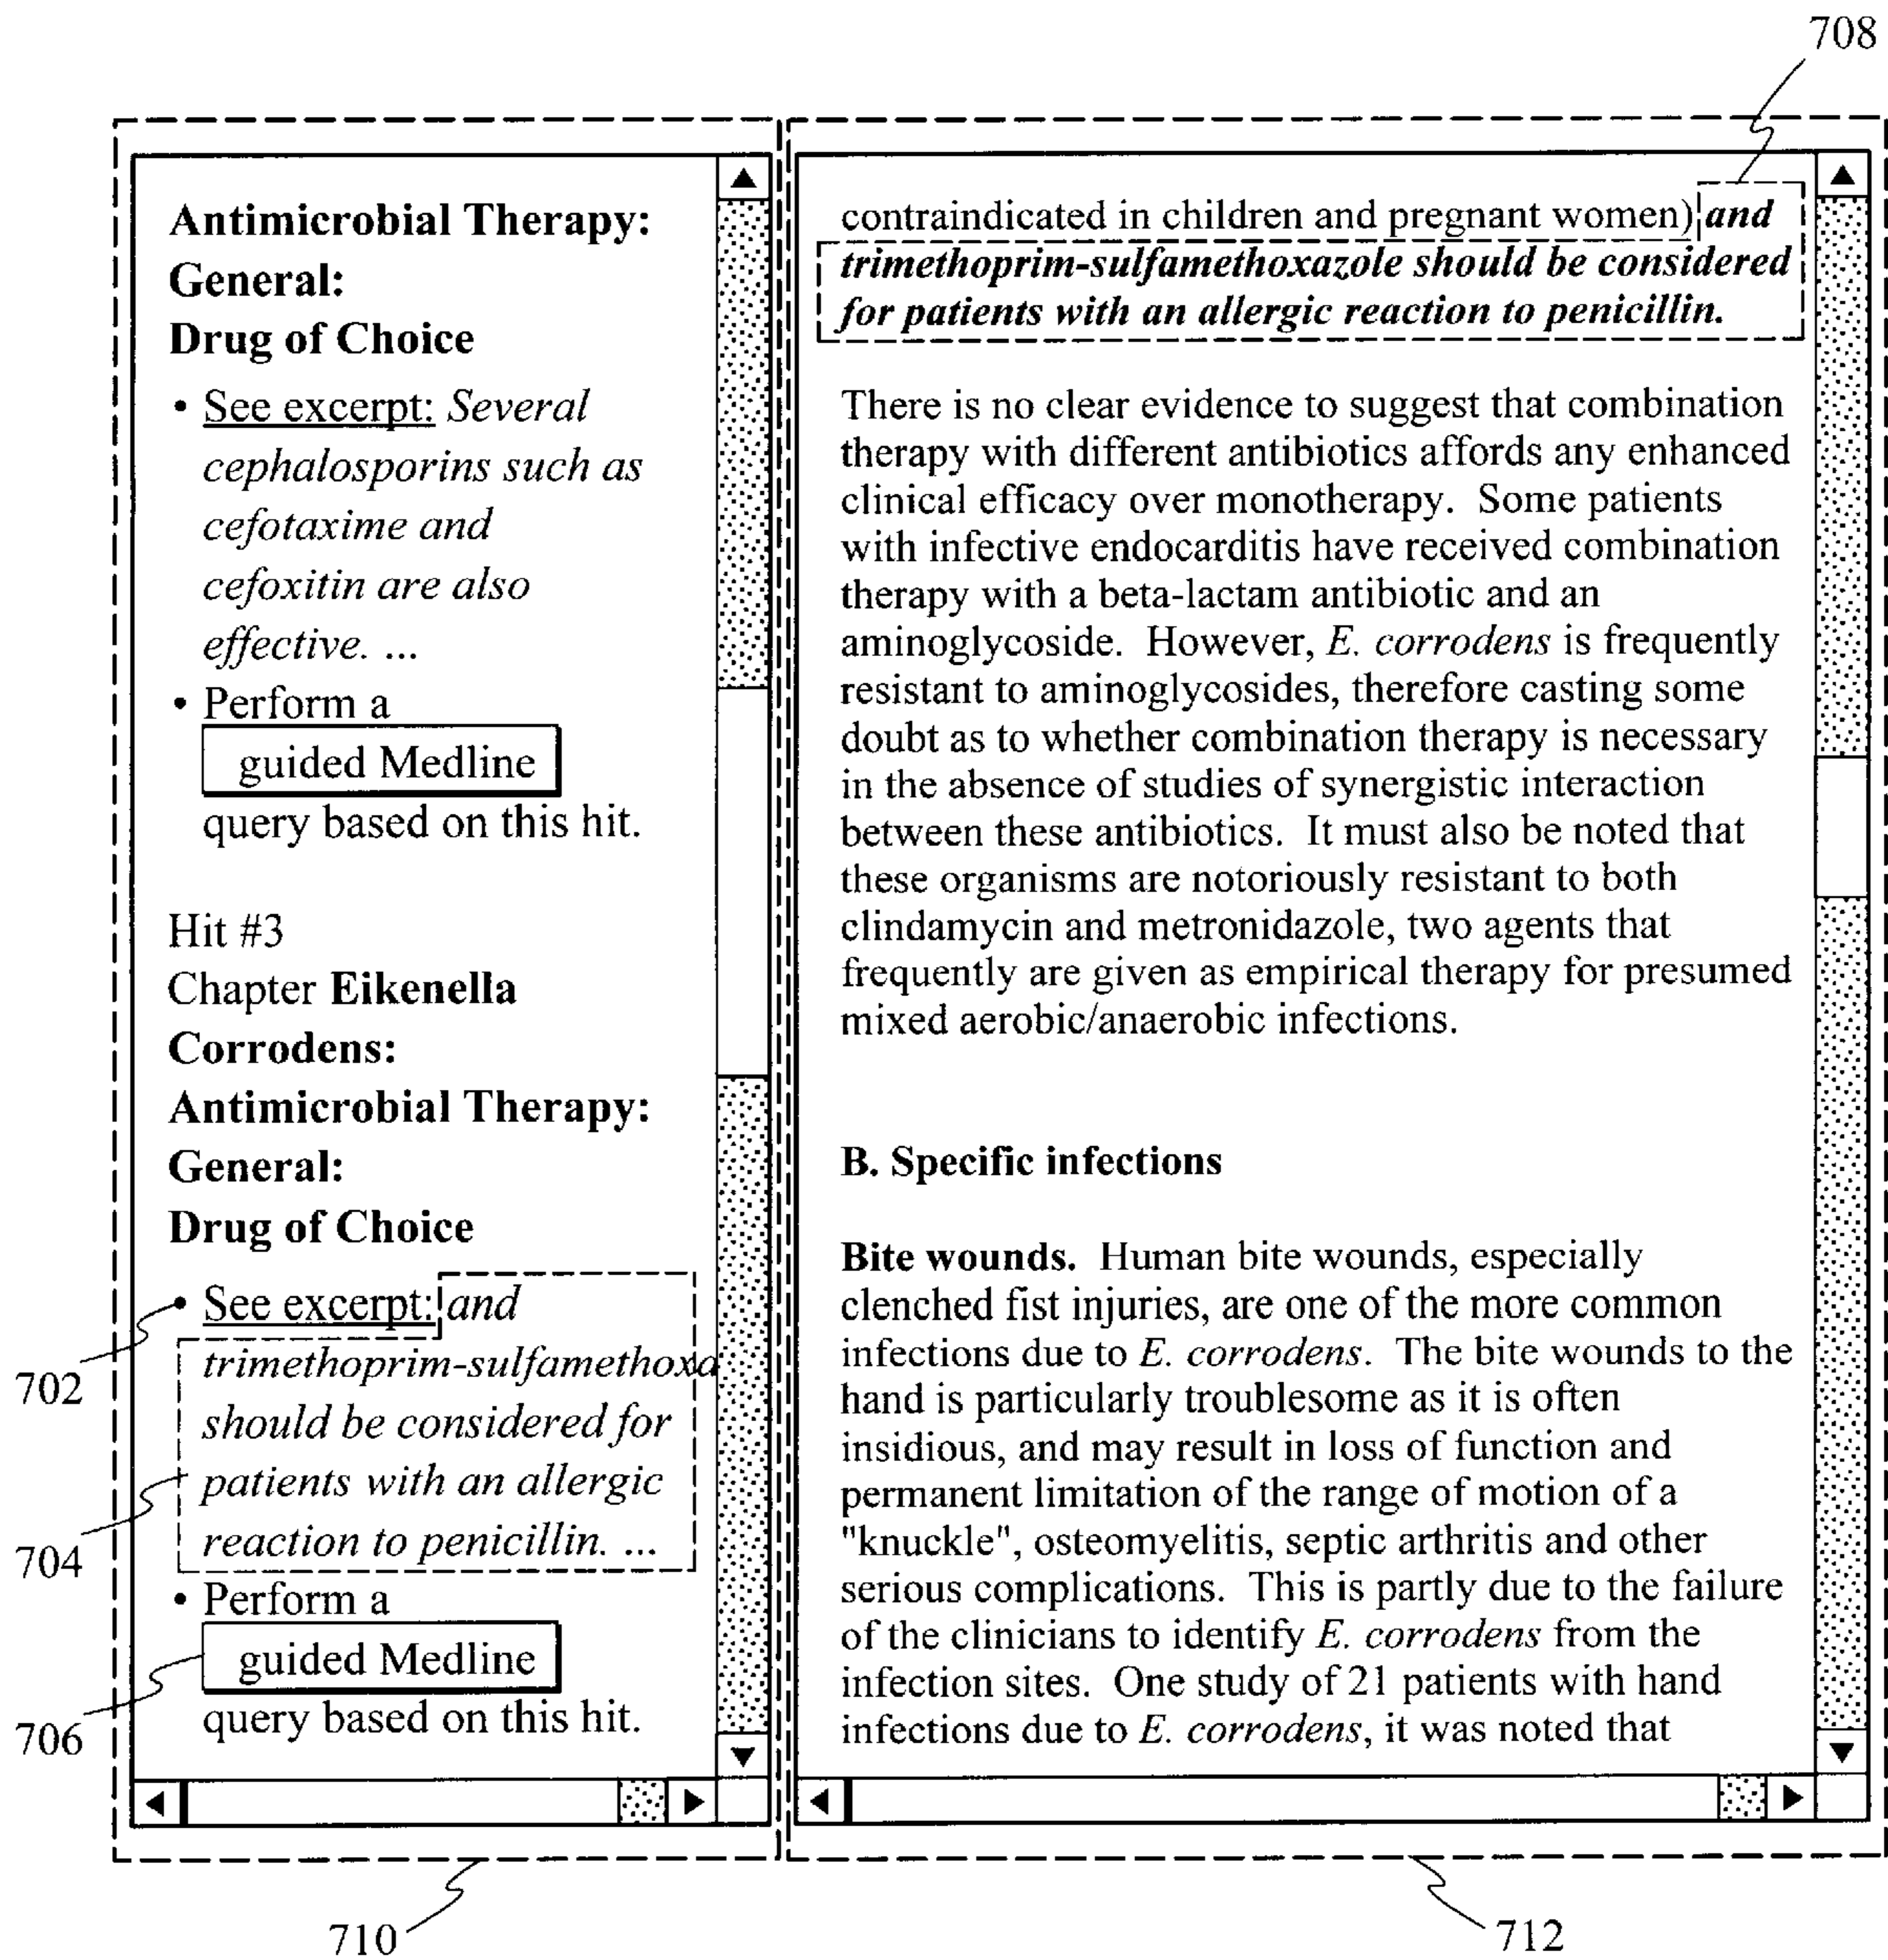 708
Antimicrobial Therapy:
General:
Drug of Choice
• See excerpt: Several
cephalosporins such as
cefotaxime and
cefoxitin are also
effective. ...
• Perform a
guided Medline
query based on this hit.
Hit #3
Chapter Eikenella
Corrodens:
Antimicrobial Therapy:
General:
Drug of Choice
• See excerpt: and
trimethoprim-sulfamethoxa
should be considered for
patients with an allergic
reaction to penicillin. ...
• Perform a
guided Medline
query based on this hit.
702
704
706
710
contraindicated in children and pregnant women) and
trimethoprim-sulfamethoxazole should be considered
for patients with an allergic reaction to penicillin.
There is no clear evidence to suggest that combination
therapy with different antibiotics affords any enhanced
clinical efficacy over monotherapy.  Some patients
with infective endocarditis have received combination
therapy with a beta-lactam antibiotic and an
aminoglycoside.  However, E. corrodens is frequently
resistant to aminoglycosides, therefore casting some
doubt as to whether combination therapy is necessary
in the absence of studies of synergistic interaction
between these antibiotics.  It must also be noted that
these organisms are notoriously resistant to both
clindamycin and metronidazole, two agents that
frequently are given as empirical therapy for presumed
mixed aerobic/anaerobic infections.
B. Specific infections
Bite wounds.  Human bite wounds, especially
clenched fist injuries, are one of the more common
infections due to E. corrodens.  The bite wounds to the
hand is particularly troublesome as it is often
insidious, and may result in loss of function and
permanent limitation of the range of motion of a
"knuckle", osteomyelitis, septic arthritis and other
serious complications.  This is partly due to the failure
of the clinicians to identify E. corrodens from the
infection sites.  One study of 21 patients with hand
infections due to E. corrodens, it was noted that
712